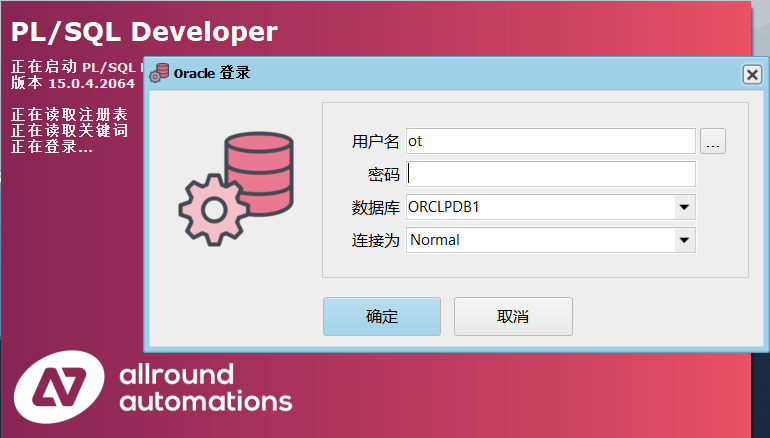 PL/SQL Developer
正在启动 PL/SQL
版本 15.0.4.2064
正在读取注册表
正在读取关键词
正在登录...
Oracle 登录
用户名 ot ...
密码
数据库 ORCLPDB1
连接为 Normal
确定 取消
allround
automations